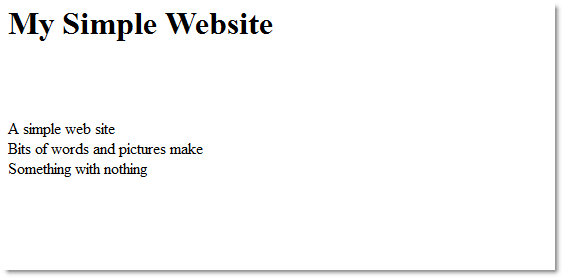 My Simple Website
A simple web site
Bits of words and pictures make
Something with nothing